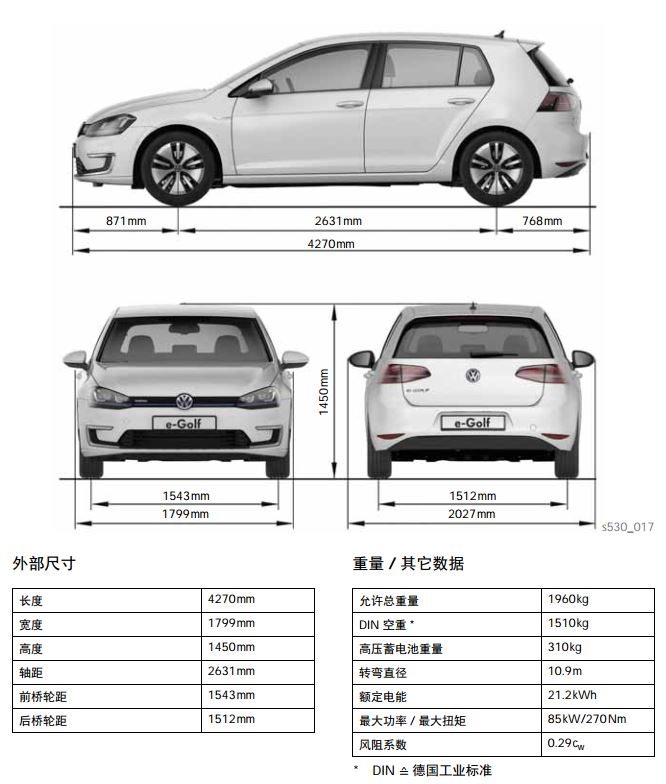 871mm
2631mm
768mm
4270mm
1450mm
e-Golf
e-GOLF
e-Golf
1543mm
1799mm
1512mm
2027mm
s530_017
外部尺寸
长度 4270mm
宽度 1799mm
高度 1450mm
轴距 2631mm
前桥轮距 1543mm
后桥轮距 1512mm
重量 / 其它数据
允许总重量 1960kg
DIN 空重 * 1510kg
高压蓄电池重量 310kg
转弯直径 10.9m
额定电能 21.2kWh
最大功率 / 最大扭矩 85kW/270Nm
风阻系数 0.29cw
* DIN ≙ 德国工业标准